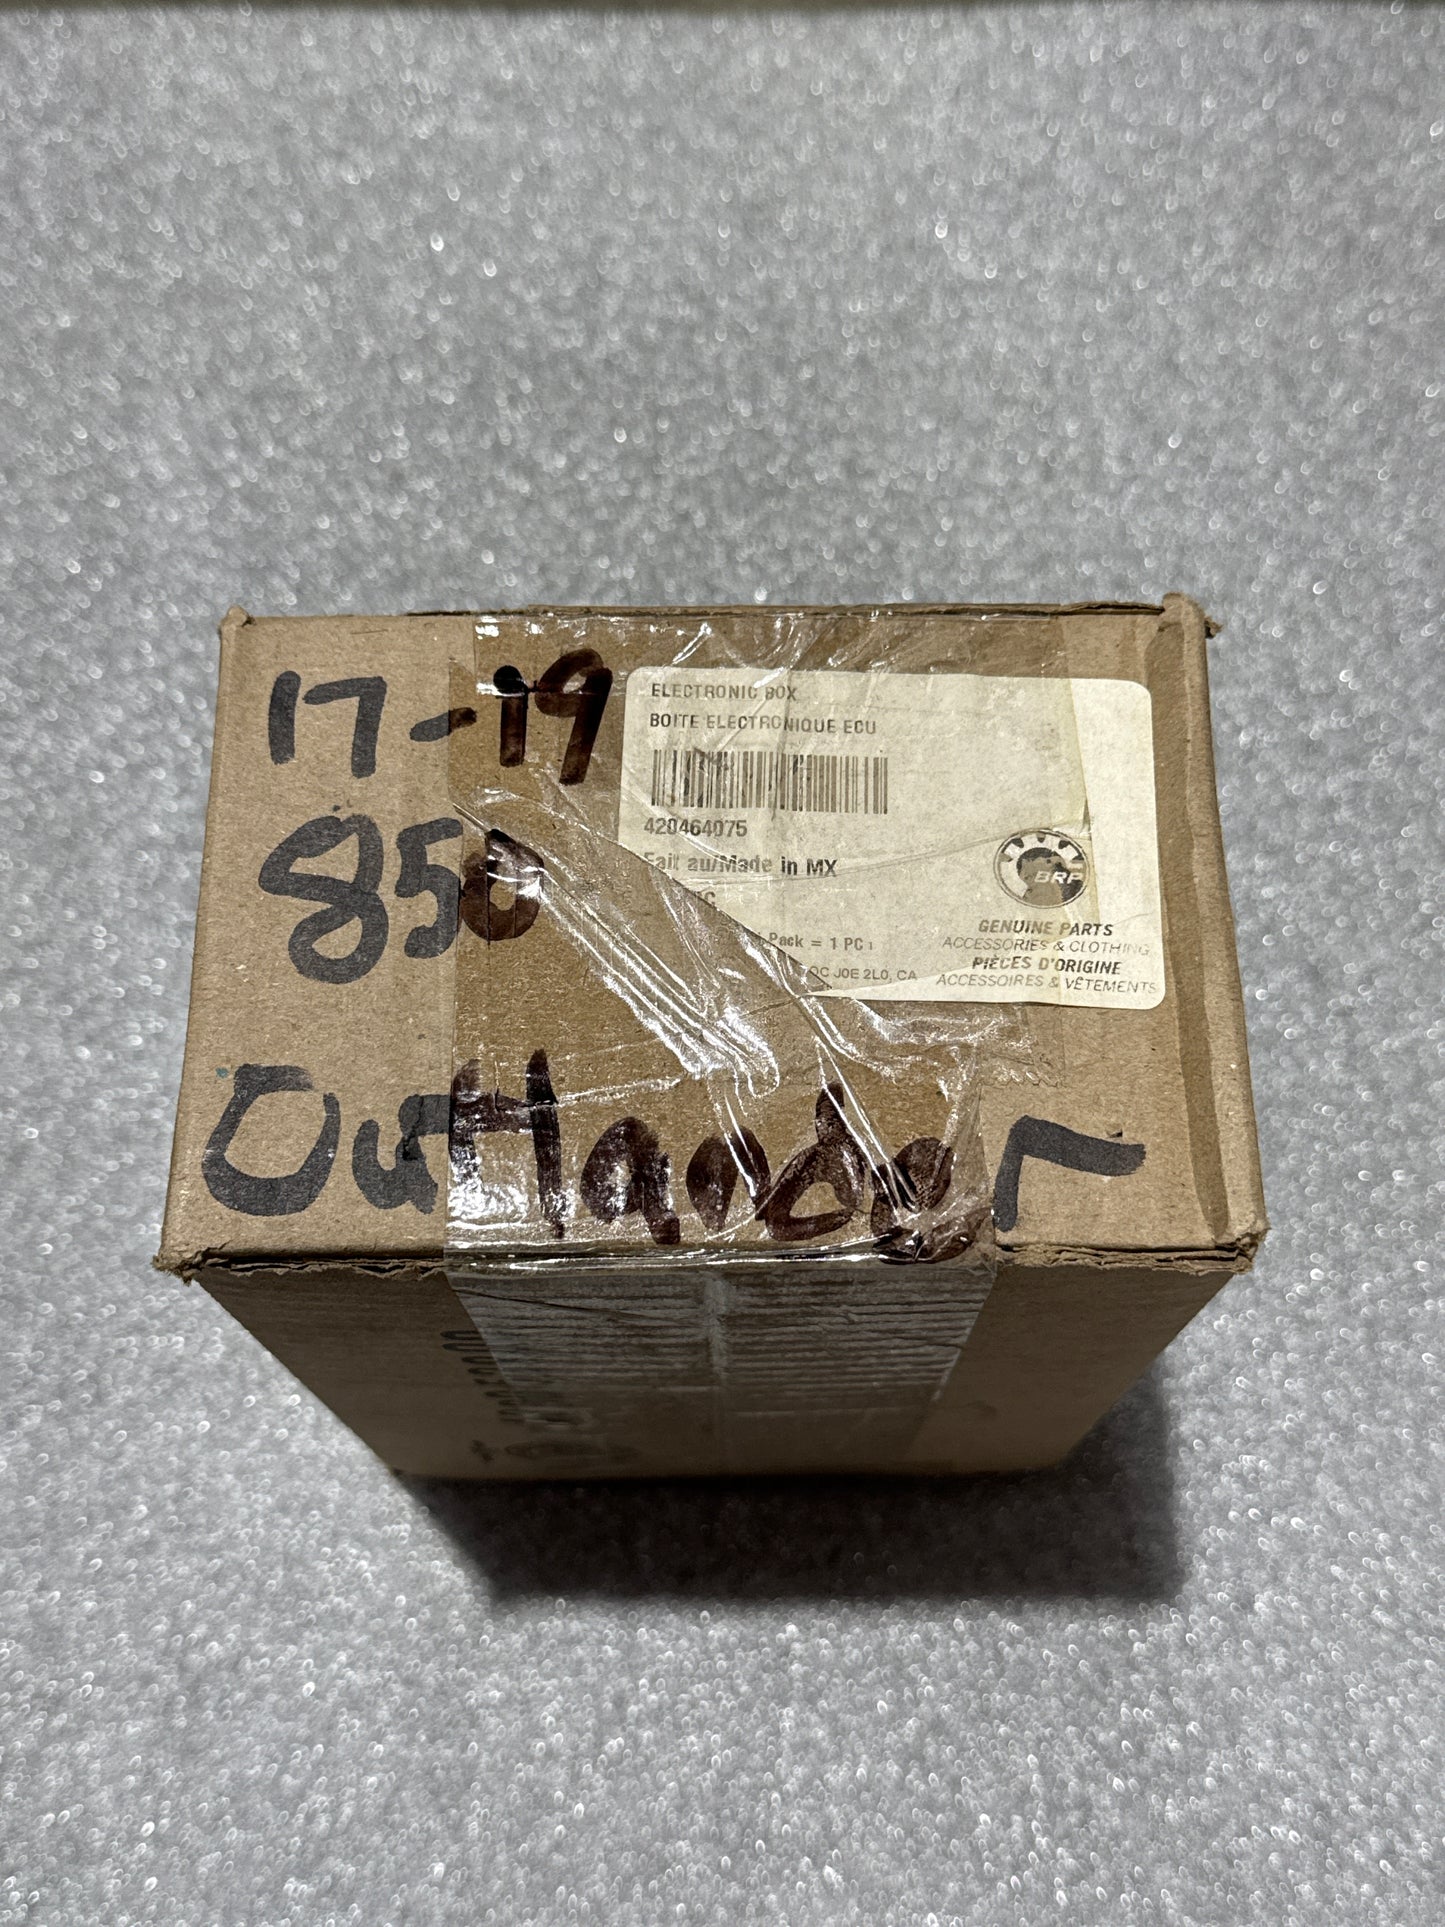 17-19
850
OutHander
ELECTRONIC BOX
BOITE ELECTRONIQUE ECU
420464075
Fait au/Made in MX
Pack = 1 PC
QC J0E 2L0, CA
BRP
GENUINE PARTS
ACCESSORIES & CLOTHING
PIÈCES D'ORIGINE
ACCESSOIRES & VÊTEMENTS